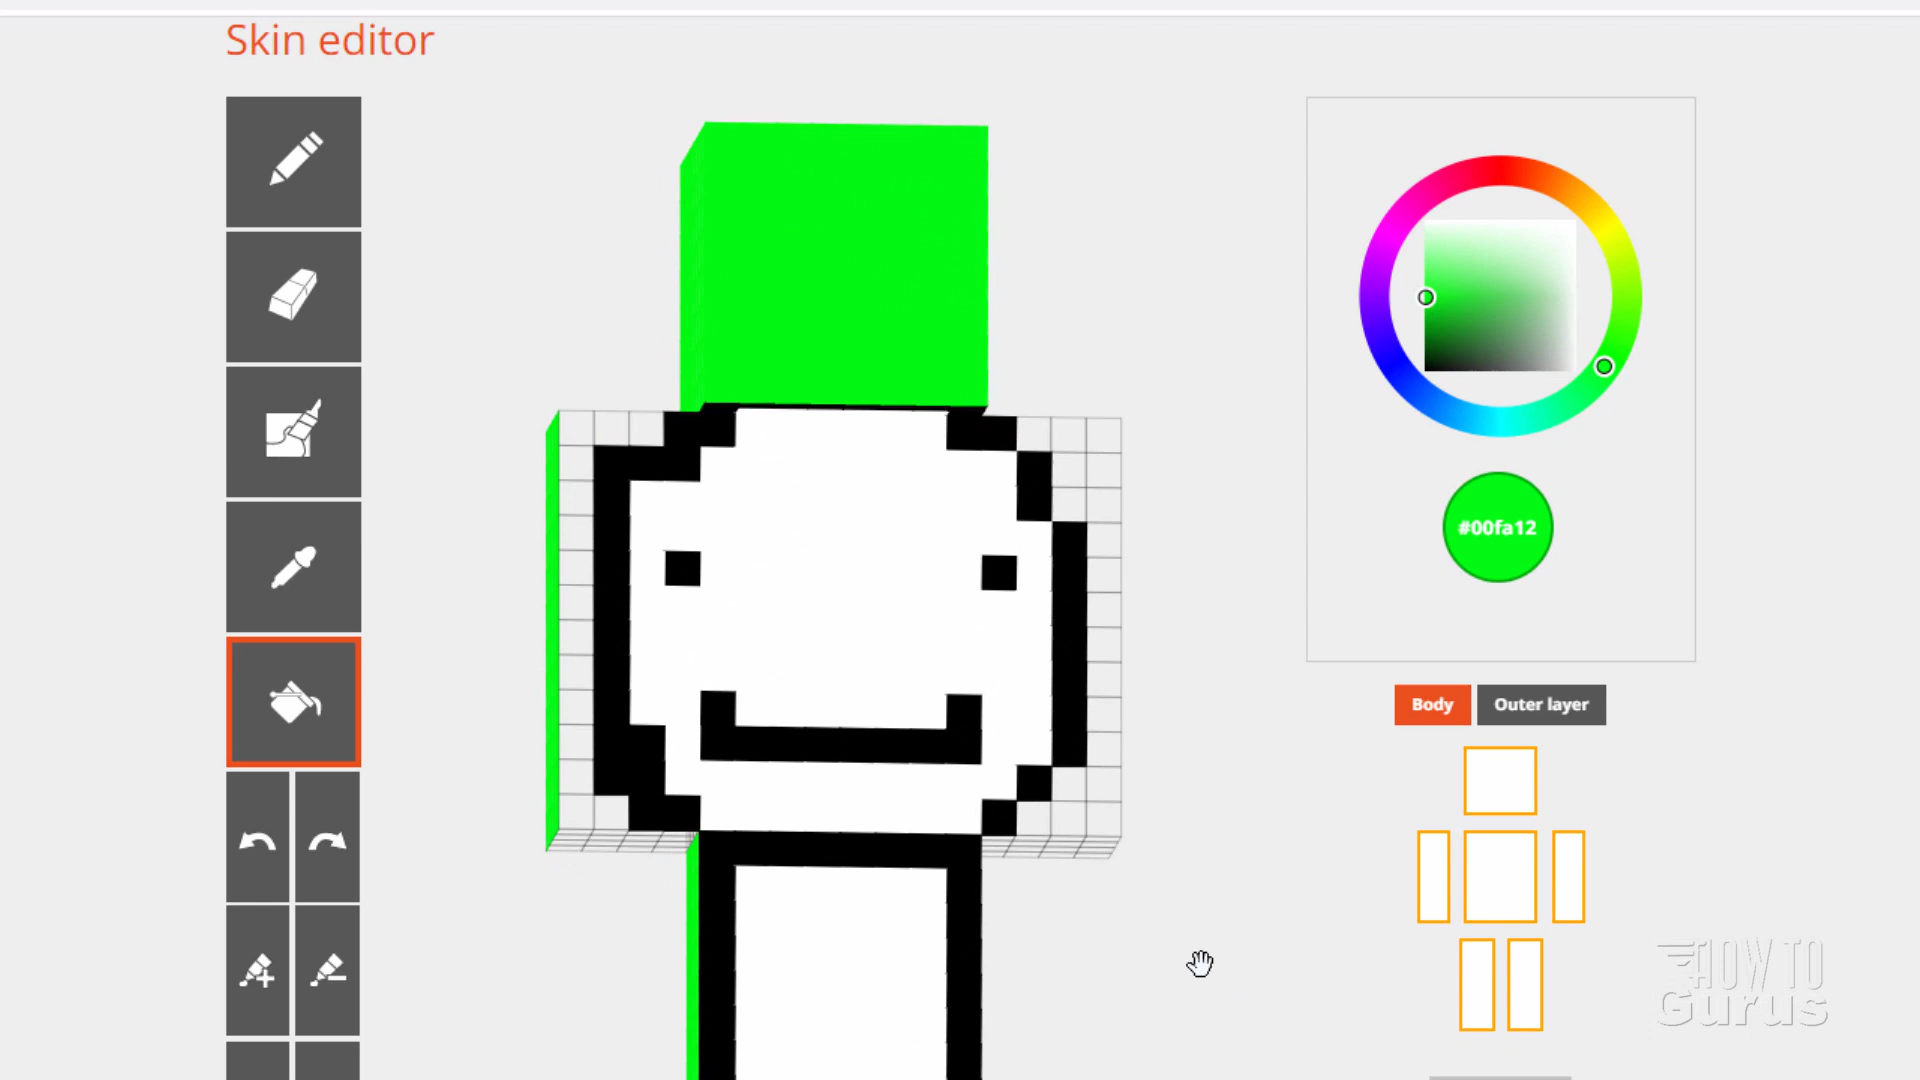 Skin editor
#00fa12
Body
Outer layer
HOW TO
Gurus